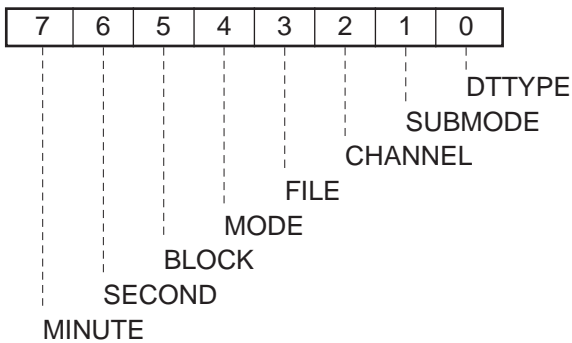 7 6 5 4 3 2 1 0
DTTYPE
SUBMODE
CHANNEL
FILE
MODE
BLOCK
SECOND
MINUTE